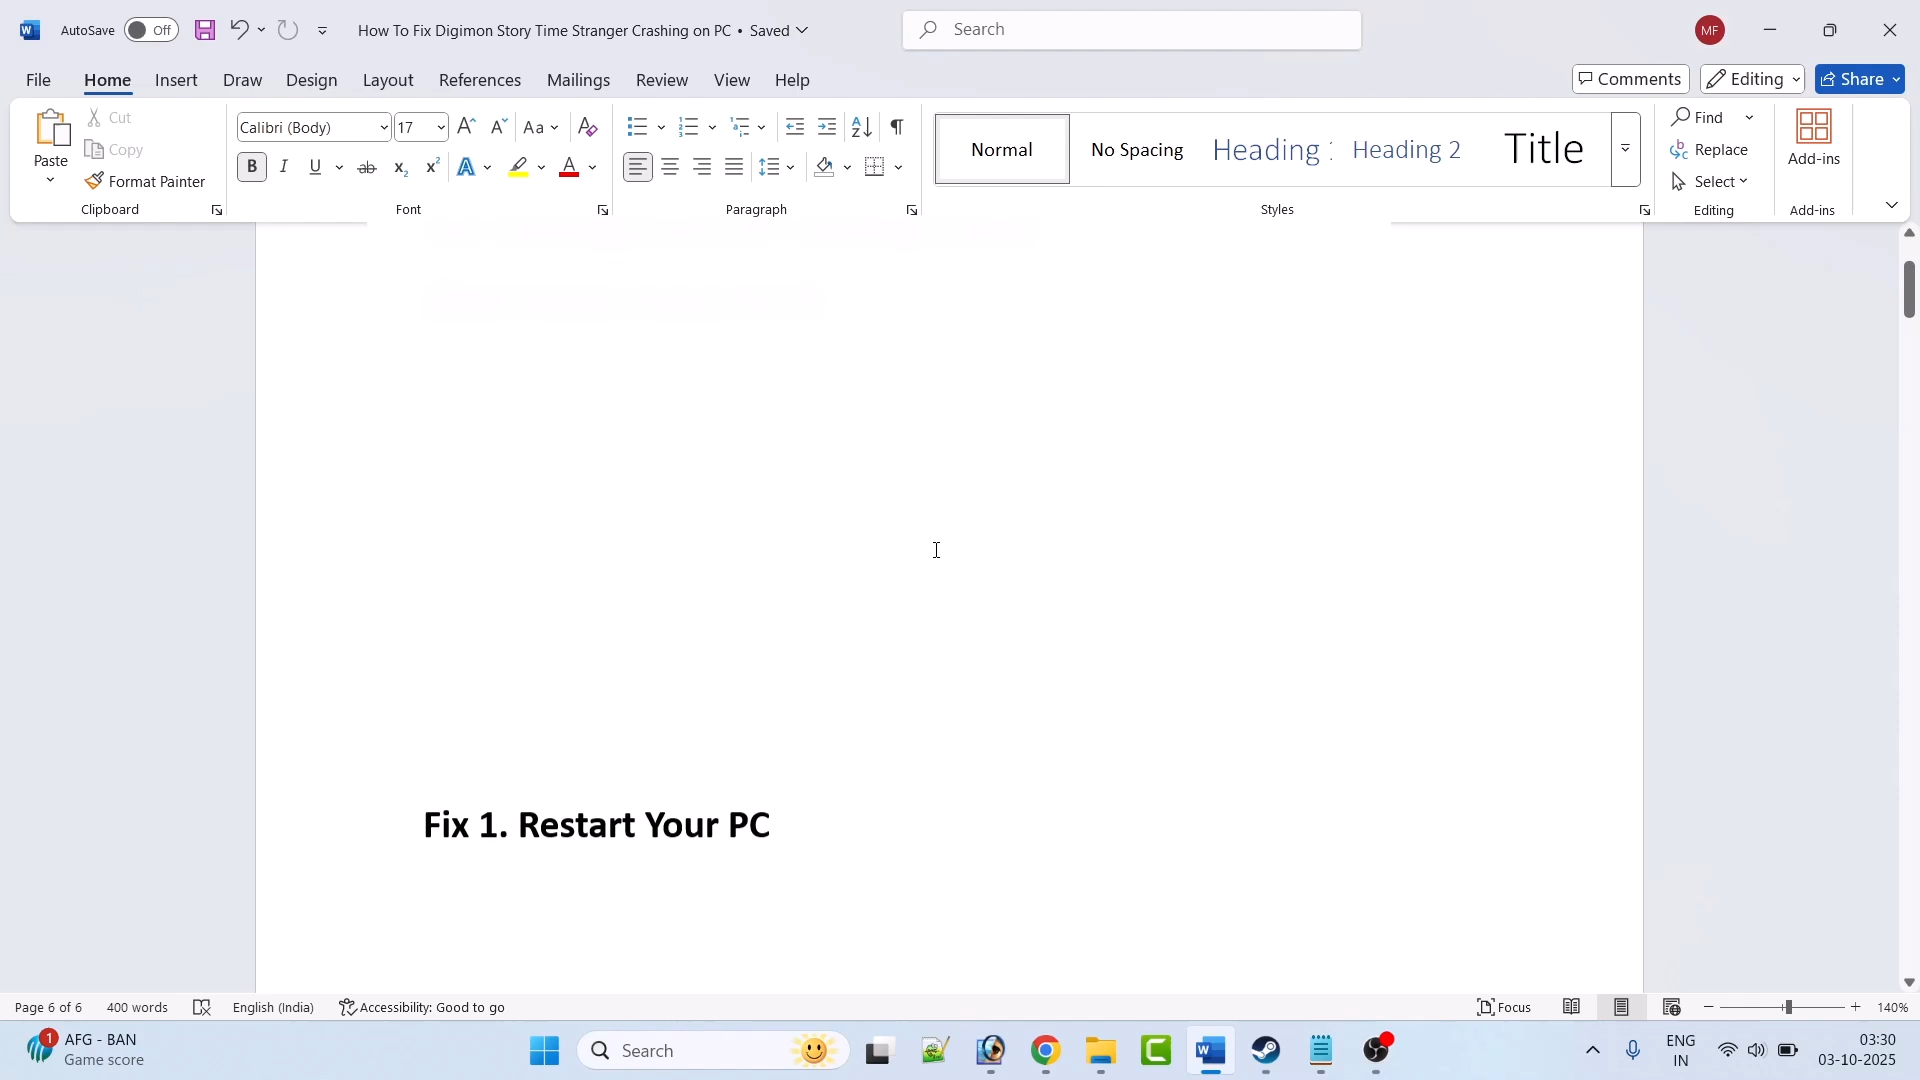 AutoSave Off How To Fix Digimon Story Time Stranger Crashing on PC • Saved Search MF
File Home Insert Draw Design Layout References Mailings Review View Help Comments Editing Share
Paste Cut Copy Format Painter Clipboard
Calibri (Body) 17 Font
Paragraph
Normal No Spacing Heading 1 Heading 2 Title Styles
Find Replace Select Editing
Add-ins Add-ins
Fix 1. Restart Your PC
Page 6 of 6 400 words English (India) Accessibility: Good to go Focus 140%
1 AFG - BAN
Game score
Search
ENG
IN
03:30
03-10-2025